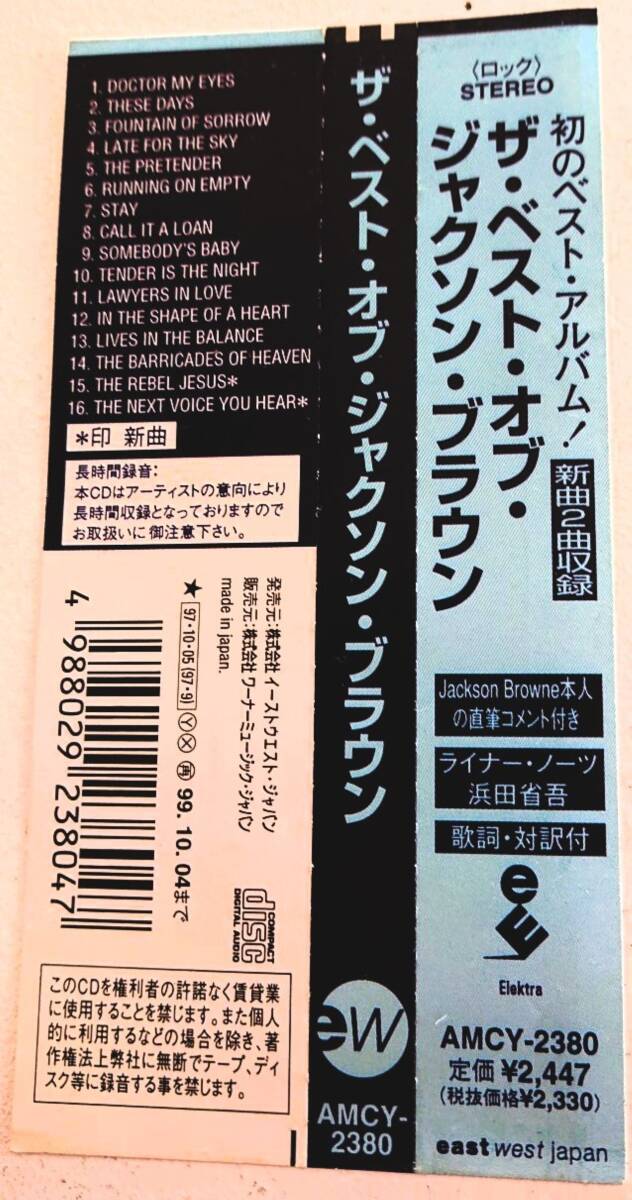 1. DOCTOR MY EYES
2. THESE DAYS
3. FOUNTAIN OF SORROW
4. LATE FOR THE SKY
5. THE PRETENDER
6. RUNNING ON EMPTY
7. STAY
8. CALL IT A LOAN
9. SOMEBODY'S BABY
10. TENDER IS THE NIGHT
11. LAWYERS IN LOVE
12. IN THE SHAPE OF A HEART
13. LIVES IN THE BALANCE
14. THE BARRICADES OF HEAVEN
15. THE REBEL JESUS*
16. THE NEXT VOICE YOU HEAR*
*印 新曲
長時間録音:
本CDはアーティストの意向により
長時間収録となっておりますので
お取扱いに御注意下さい。
発売元:株式会社 イーストウエスト・ジャパン
販売元:株式会社 ワーナーミュージック・ジャパン
made in japan.
★ 97・10・05 (97・9) Y X 再 99.10.04まで
4 988029 238047
COMPACT
disc
DIGITAL AUDIO
このCDを権利者の許諾なく賃貸業
に使用することを禁じます。また個人
的に利用するなどの場合を除き、著
作権法上弊社に無断でテープ、ディ
スク等に録音する事を禁じます。
ザ・ベスト・オブ・ジャクソン・ブラウン
eW
AMCY-
2380
〈ロック〉
STEREO
初のベスト・アルバム! 新曲2曲収録
ザ・ベスト・オブ・
ジャクソン・ブラウン
Jackson Browne本人
の直筆コメント付き
ライナー・ノーツ
浜田省吾
歌詞・対訳付
Elektra
AMCY-2380
定価 ¥2,447
(税抜価格¥2,330)
east west japan